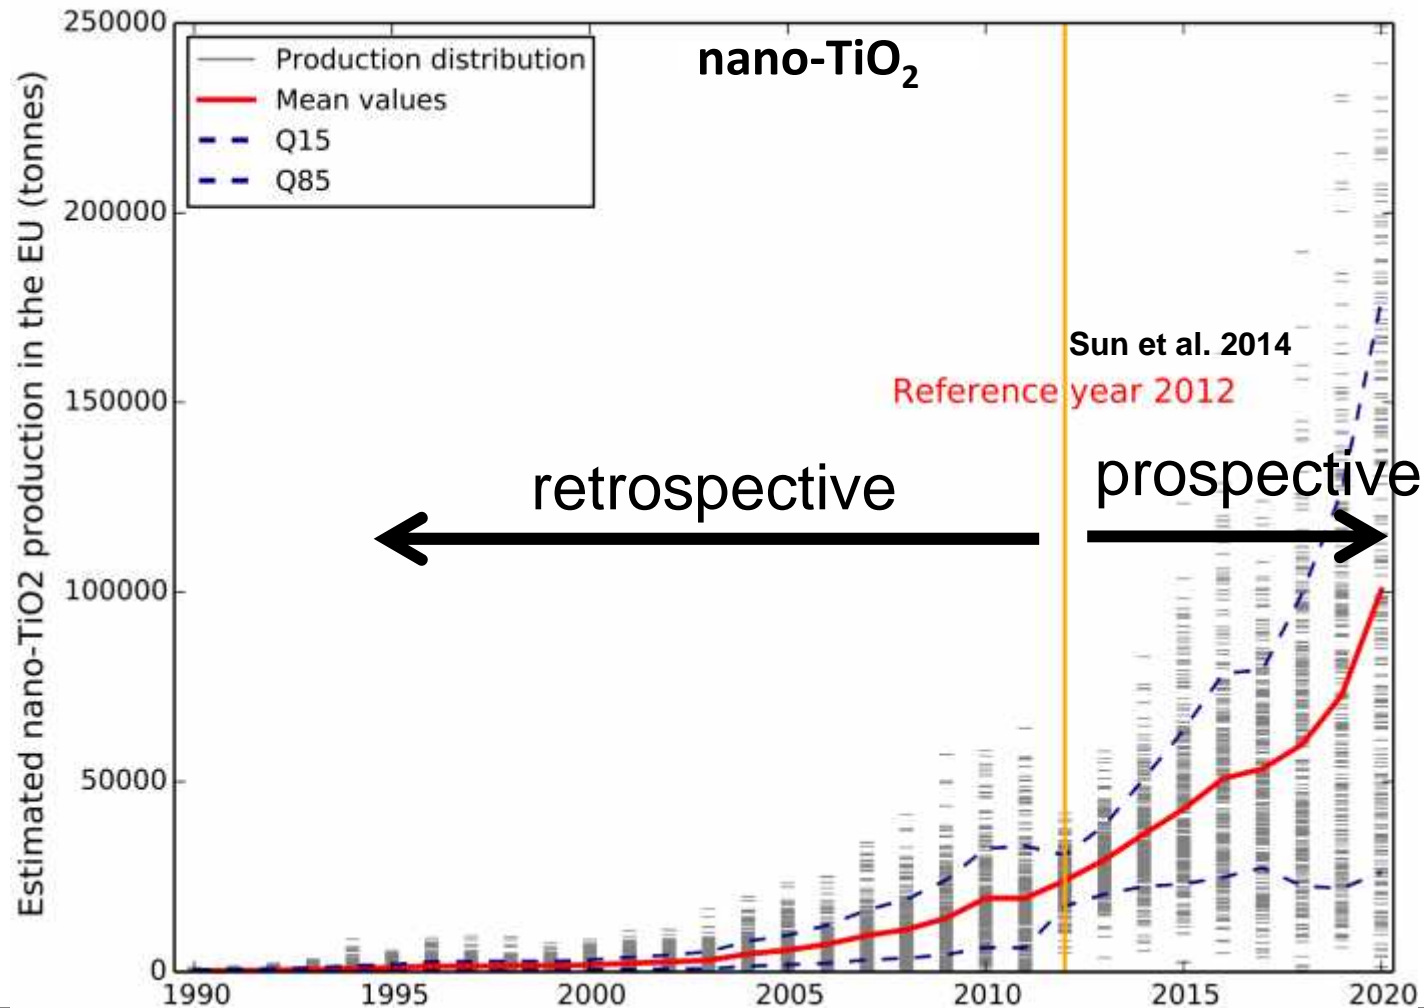 nano-TiO₂
Production distribution
Mean values
Q15
Q85
Estimated nano-TiO2 production in the EU (tonnes)
250000
200000
150000
100000
50000
0
Sun et al. 2014
Reference year 2012
retrospective
prospective
1990
1995
2000
2005
2010
2015
2020